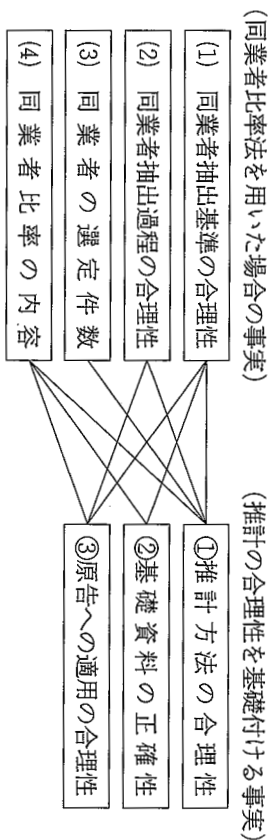 (同業者比率法を用いた場合の事実)
(1) 同業者抽出基準の合理性
(2) 同業者抽出過程の合理性
(3) 同業者の選定件数
(4) 同業者比率の内容
(推計の合理性を基礎付ける事実)
①推計方法の合理性
②基礎資料の正確性
③原告への適用の合理性